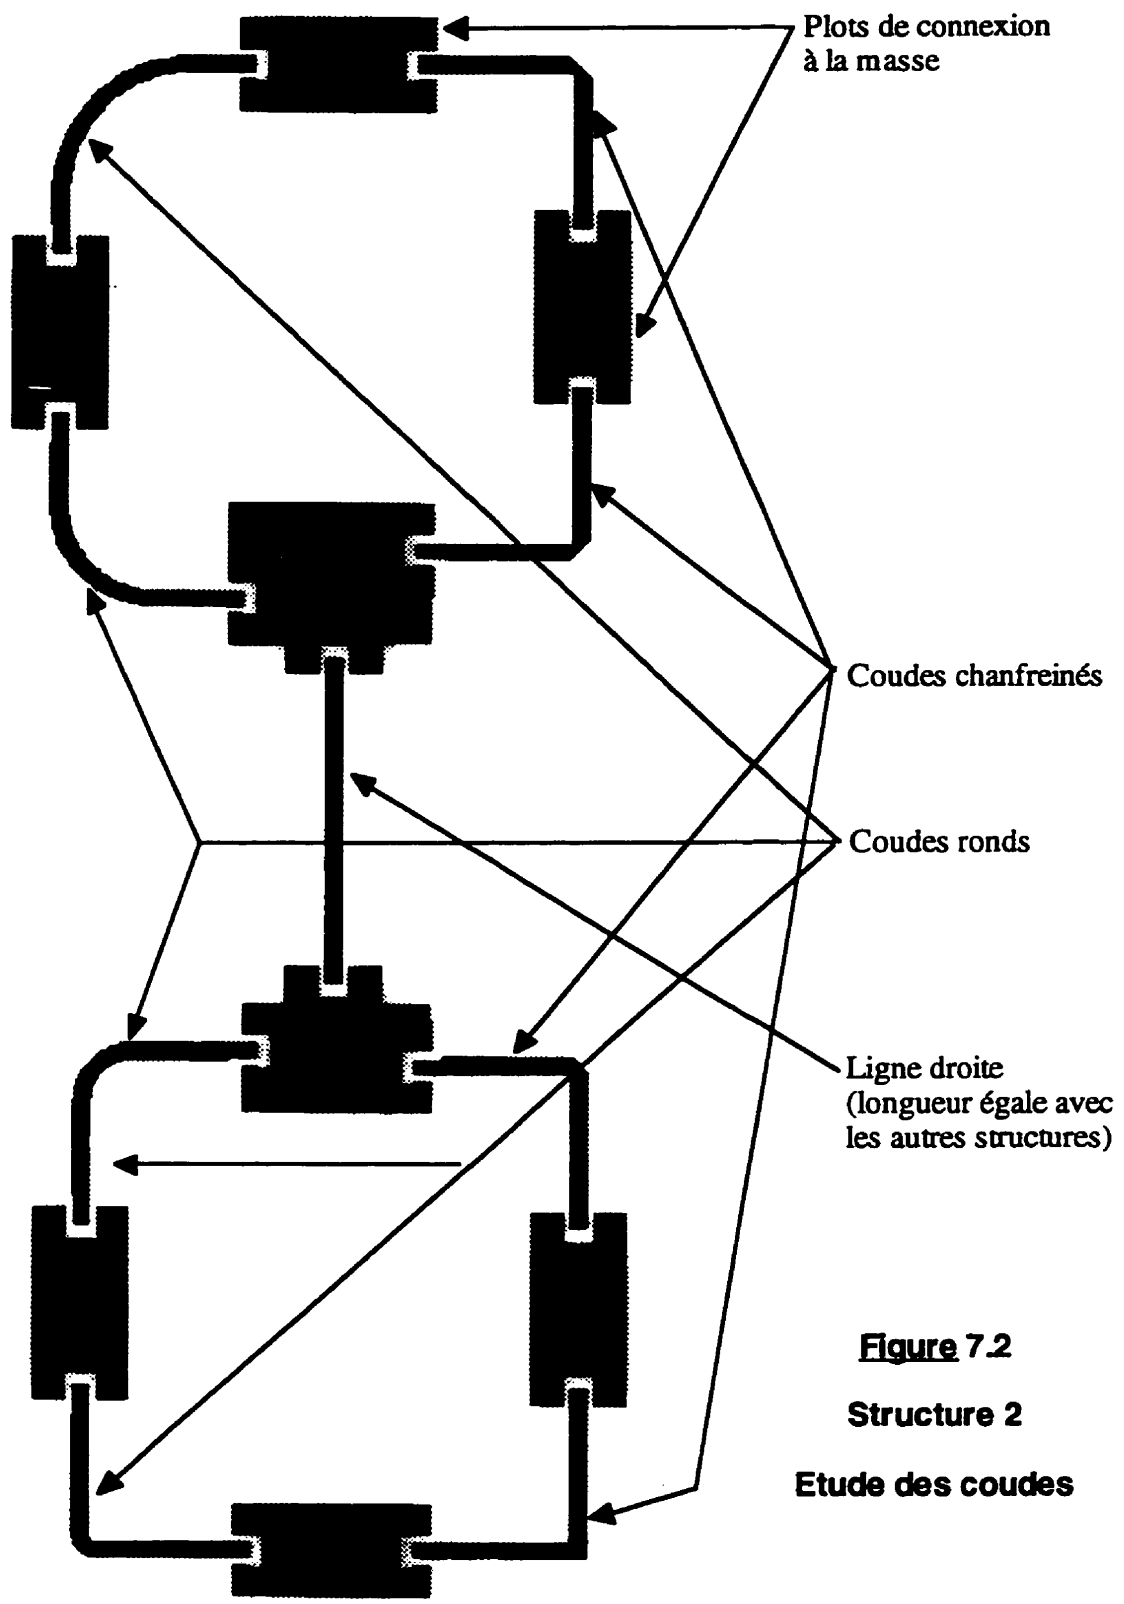 Plots de connexion
à la masse
Coudes chanfreinés
Coudes ronds
Ligne droite
(longueur égale avec
les autres structures)
Figure 7.2
Structure 2
Etude des coudes